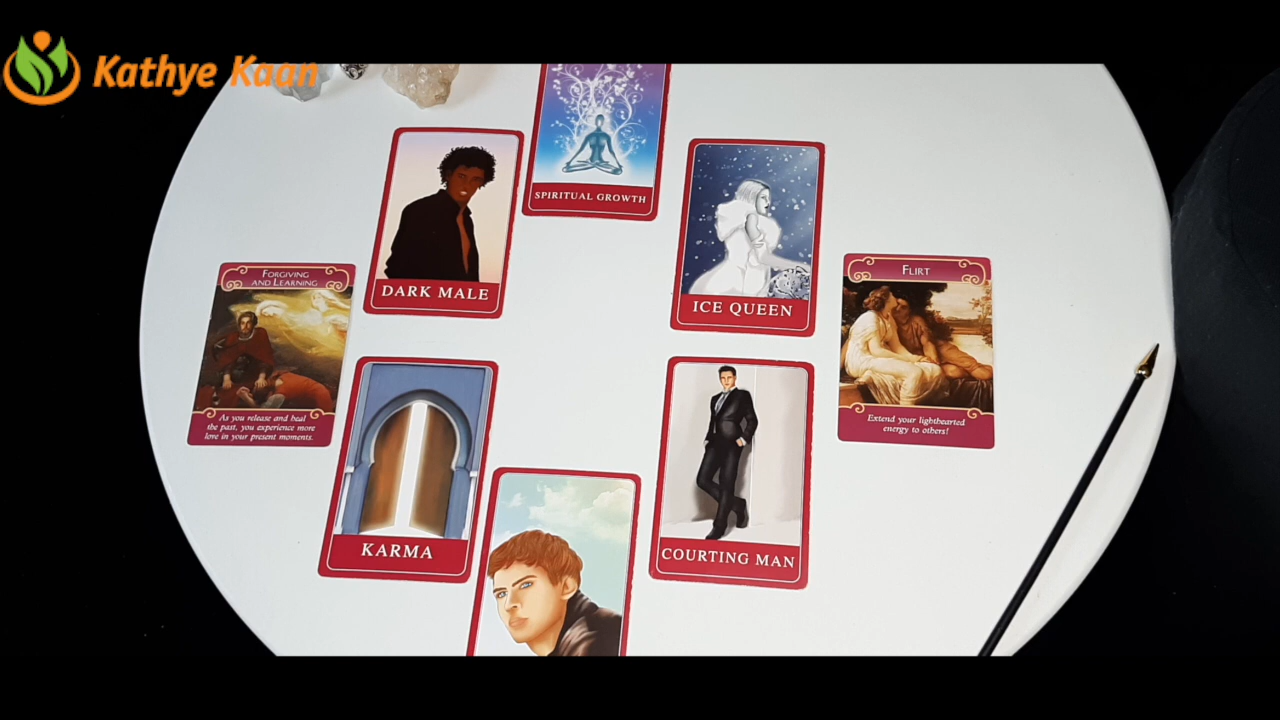 Kathye Kaan
SPIRITUAL GROWTH
DARK MALE
ICE QUEEN
FORGIVING
AND LEARNING
As you release and heal
the past, you experience more
love in your present moments.
FLIRT
Extend your lighthearted
energy to others!
KARMA
COURTING MAN